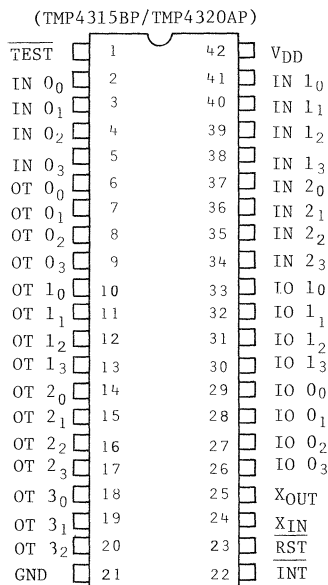 (TMP4315BP/TMP4320AP)
T̅E̅S̅T̅ 1 42 V_DD
IN 0₀ 2 41 IN 1₀
IN 0₁ 3 40 IN 1₁
IN 0₂ 4 39 IN 1₂
IN 0₃ 5 38 IN 1₃
OT 0₀ 6 37 IN 2₀
OT 0₁ 7 36 IN 2₁
OT 0₂ 8 35 IN 2₂
OT 0₃ 9 34 IN 2₃
OT 1₀ 10 33 IO 1₀
OT 1₁ 11 32 IO 1₁
OT 1₂ 12 31 IO 1₂
OT 1₃ 13 30 IO 1₃
OT 2₀ 14 29 IO 0₀
OT 2₁ 15 28 IO 0₁
OT 2₂ 16 27 IO 0₂
OT 2₃ 17 26 IO 0₃
OT 3₀ 18 25 X_OUT
OT 3₁ 19 24 X_IN
OT 3₂ 20 23 R̅S̅T̅
GND 21 22 I̅N̅T̅